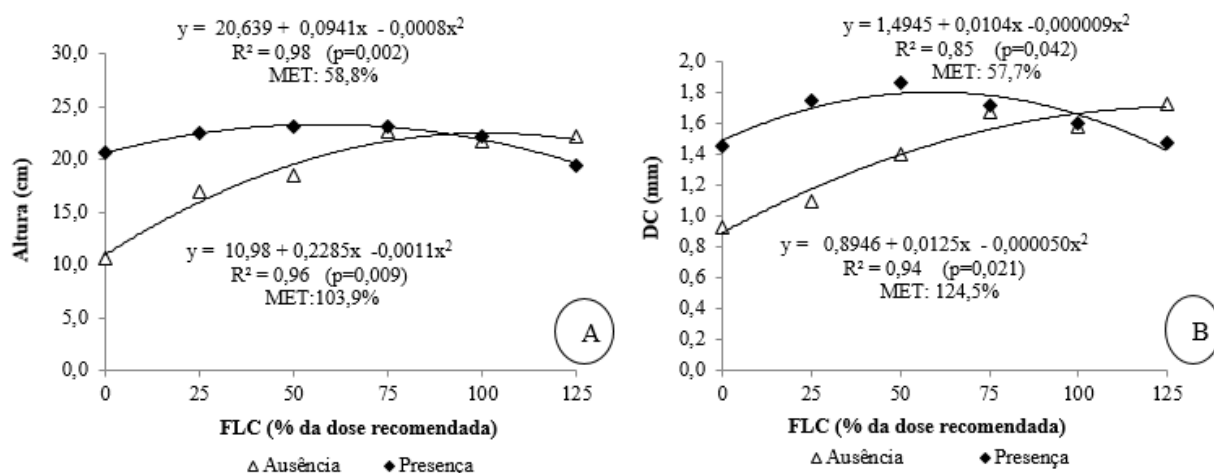 y = 20,639 + 0,0941x - 0,0008x²
R² = 0,98 (p=0,002)
MET: 58,8%
30,0
25,0
20,0
15,0
10,0
5,0
0,0
Altura (cm)
y = 10,98 + 0,2285x -0,0011x²
R² = 0,96 (p=0,009)
MET:103,9%
A
0 25 50 75 100 125
FLC (% da dose recomendada)
Ausência Presença
y = 1,4945 + 0,0104x -0,000009x²
R² = 0,85 (p=0,042)
MET: 57,7%
2,0
1,8
1,6
1,4
1,2
1,0
0,8
0,6
0,4
0,2
0,0
DC (mm)
y = 0,8946 + 0,0125x - 0,000050x²
R² = 0,94 (p=0,021)
MET: 124,5%
B
0 25 50 75 100 125
FLC (% da dose recomendada)
Ausência Presença